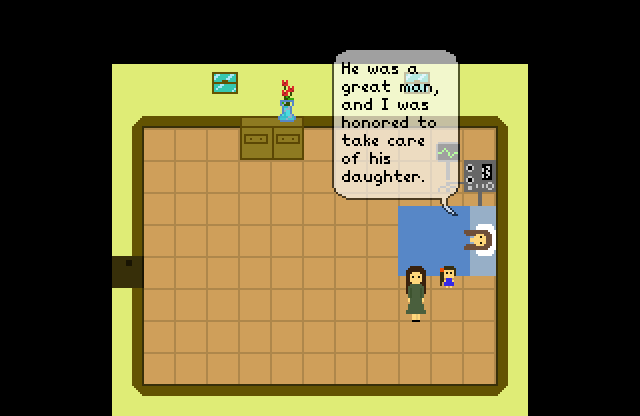 He was a
great man,
and I was
honored to
take care
of his
daughter.